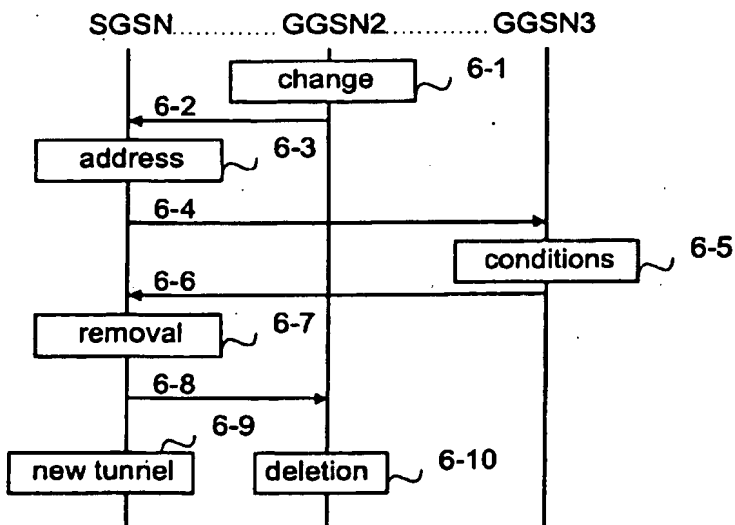 SGSN............GGSN2............GGSN3
change 6-1
6-2
address 6-3
6-4
conditions 6-5
6-6
removal 6-7
6-8
6-9
new tunnel deletion 6-10